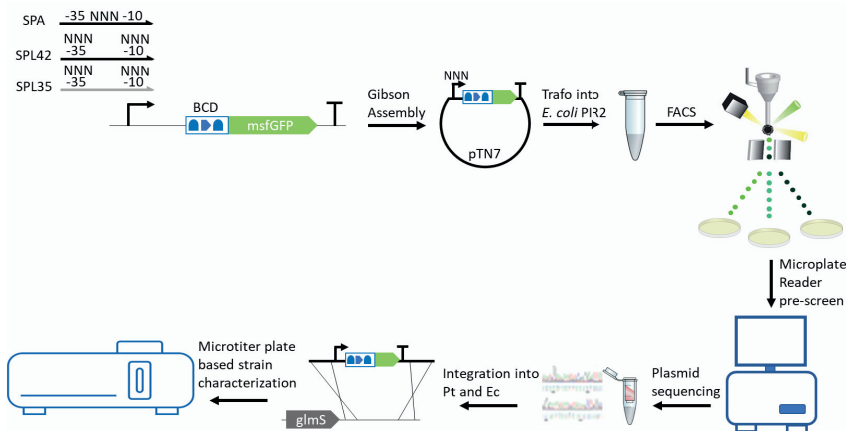 SPA
-35 NNN -10
NNN NNN
SPL42 -35 -10
NNN NNN
SPL35 -35 -10
BCD
msfGFP
Gibson
Assembly
NNN
pTN7
Trafo into
E. coli PIR2
FACS
Microplate
Reader
pre-screen
Plasmid
sequencing
Integration into
Pt and Ec
glmS
Microtiter plate
based strain
characterization